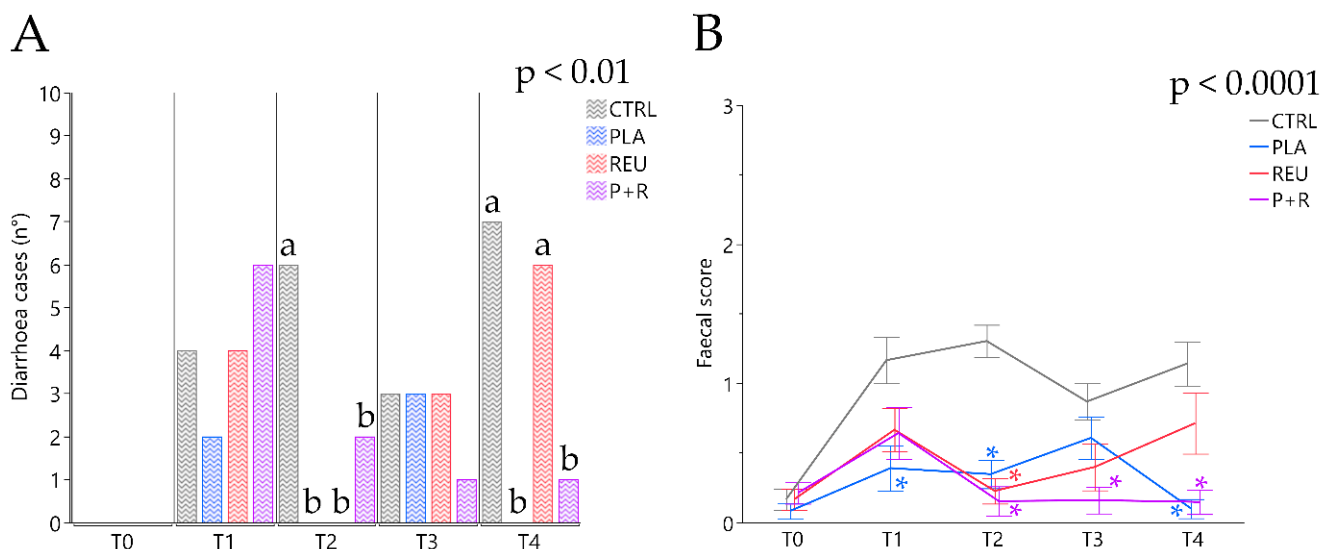 A
p < 0.01
10
9
8
7
6
5
4
3
2
1
0
Diarrhoea cases (n°)
CTRL
PLA
REU
P+R
a
b
b
b
a
b
a
b
T0
T1
T2
T3
T4
B
p < 0.0001
3
2
1
0
Faecal score
CTRL
PLA
REU
P+R
*
*
*
*
*
*
*
T0
T1
T2
T3
T4